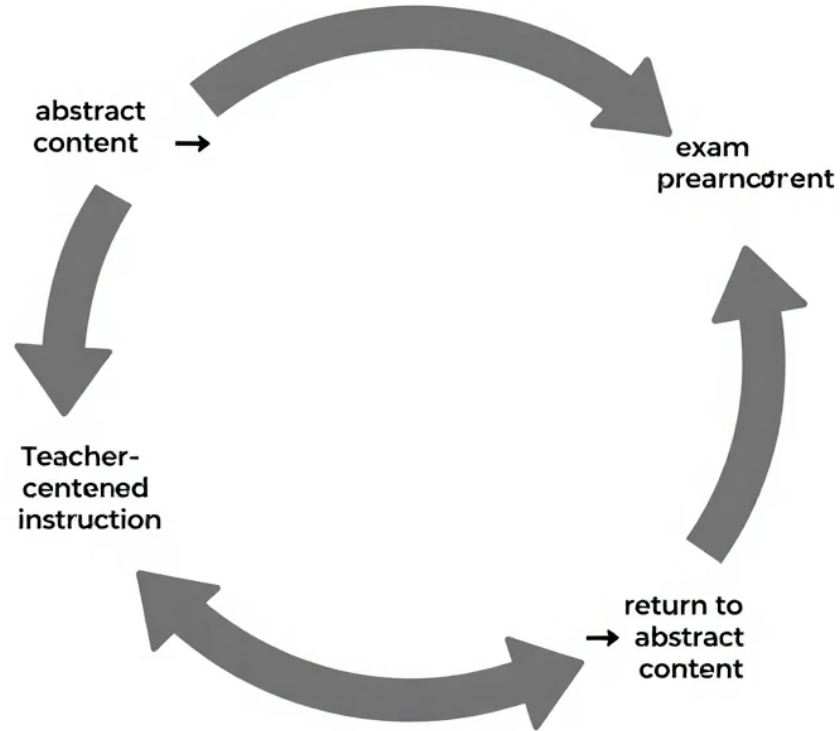 abstract
content →
exam
Teacher-
centened
instruction
return to
→ abstract
content